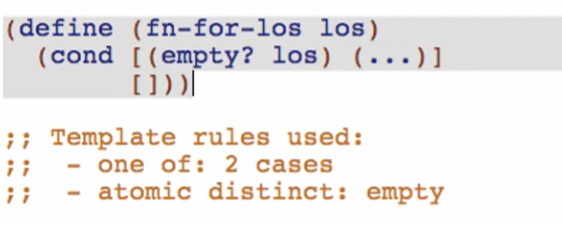 (define (fn-for-los los)
(cond [(empty? los) (...)]
[]))
;; Template rules used:
;; - one of: 2 cases
;; - atomic distinct: empty